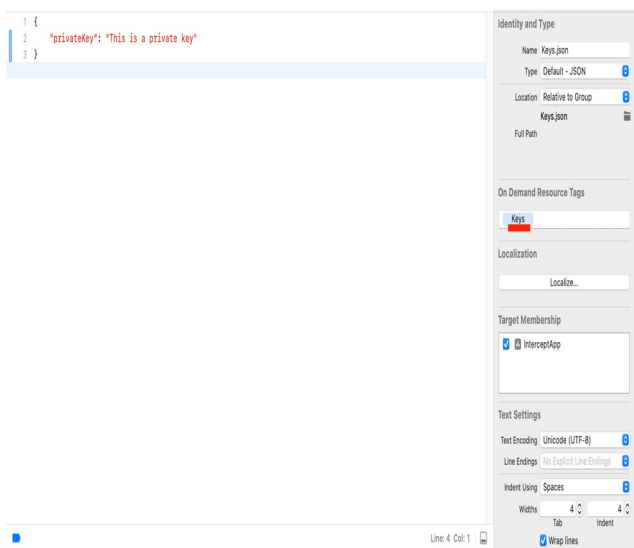 1 {
2 "privateKey": "This is a private key"
3 }
Line: 4 Col: 1
Identity and Type
Name Keys.json
Type Default - JSON
Location Relative to Group
Keys.json
Full Path
On Demand Resource Tags
Keys
Localization
Localize...
Target Membership
InterceptApp
Text Settings
Text Encoding Unicode (UTF-8)
Line Endings No Explicit Line Endings
Indent Using Spaces
Widths 4 4
Tab Indent
Wrap lines